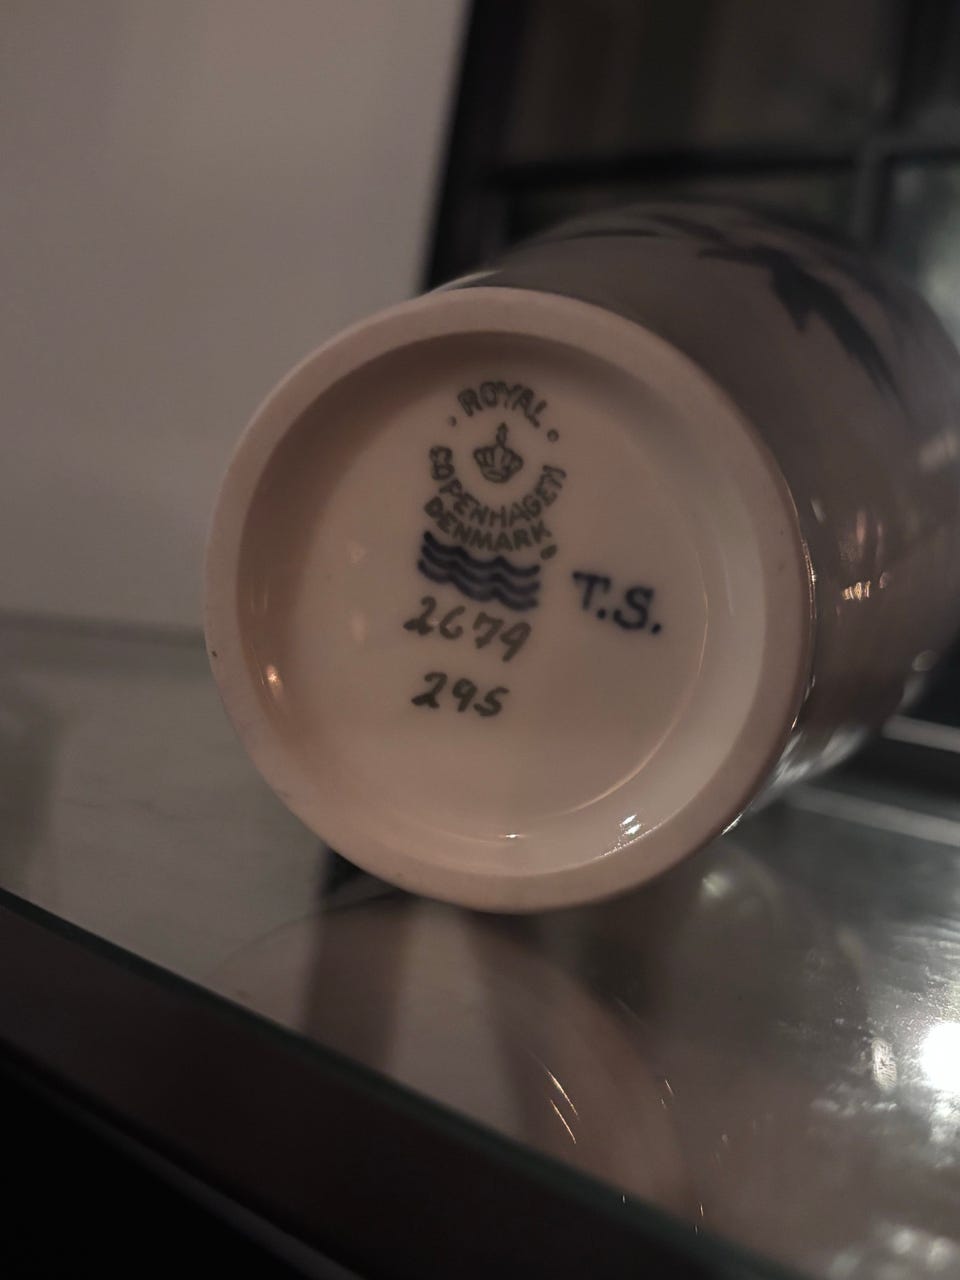 ROYAL
COPENHAGEN
DENMARK
T.S.
2679
295